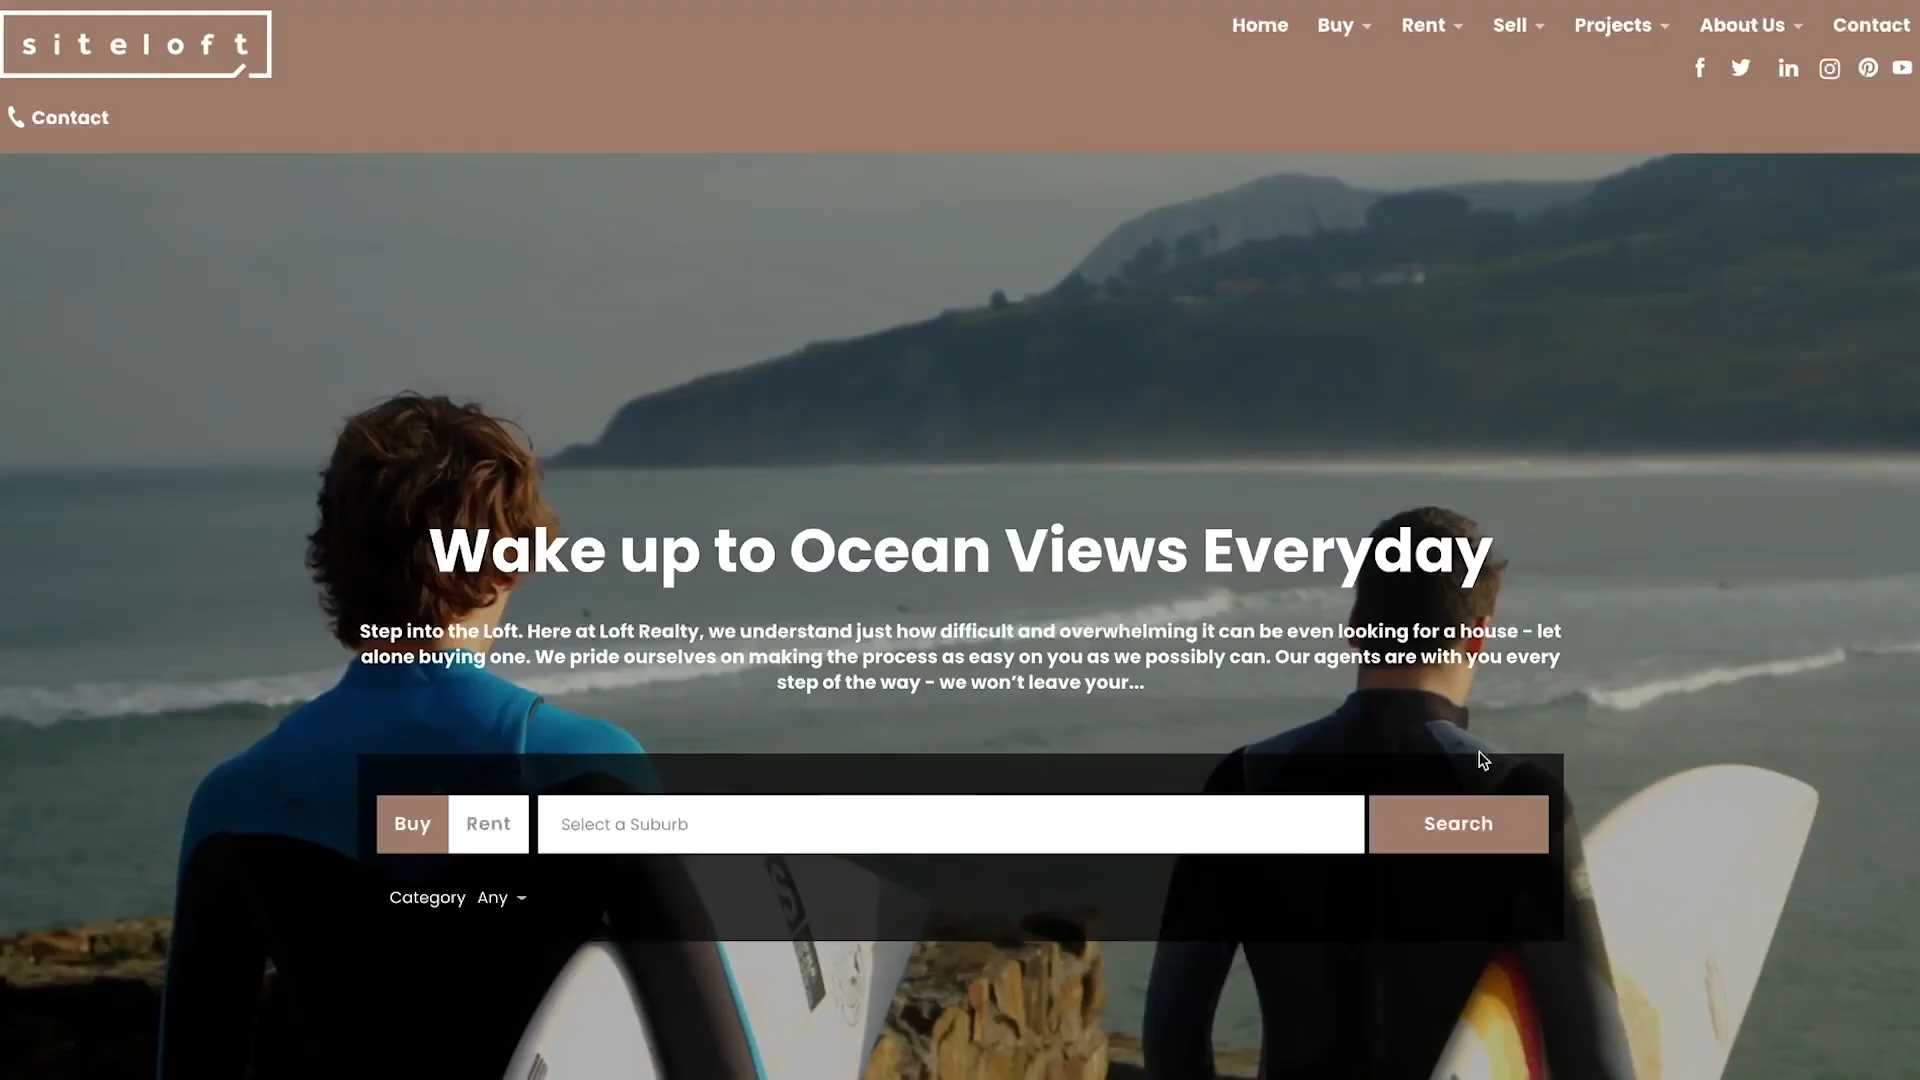 siteloft
Home Buy Rent Sell Projects About Us Contact
Contact
Wake up to Ocean Views Everyday
Step into the Loft. Here at Loft Realty, we understand just how difficult and overwhelming it can be even looking for a house - let
alone buying one. We pride ourselves on making the process as easy on you as we possibly can. Our agents are with you every
step of the way - we won’t leave your...
Buy Rent Select a Suburb Search
Category Any